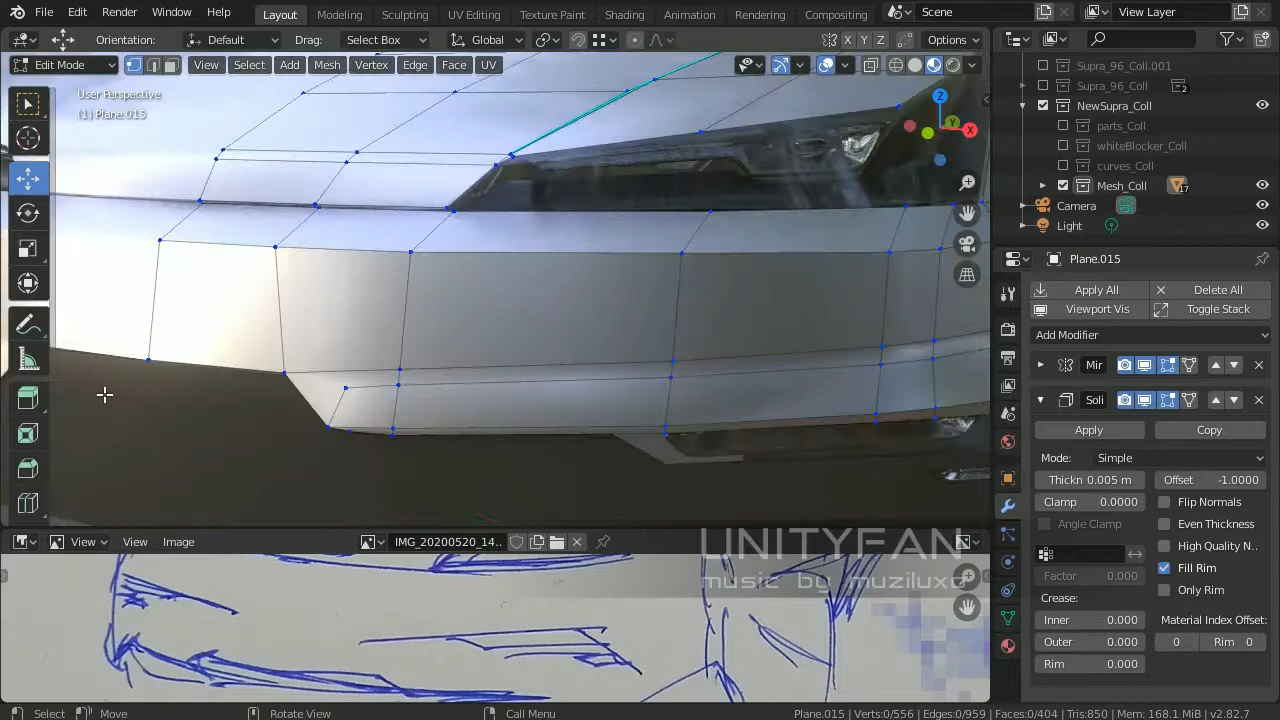 File Edit Render Window Help Layout Modeling Sculpting UV Editing Texture Paint Shading Animation Rendering Compositing Scene View Layer
Orientation: Default Drag: Select Box Global X Y Z Options
Edit Mode View Select Add Mesh Vertex Edge Face UV
User Perspective
(1) Plane.015
Z
Y
X
Supra_96_Coll.001
Supra_96_Coll 2
NewSupra_Coll
parts_Coll
whiteBlocker_Coll
curves_Coll
Mesh_Coll 17
Camera
Light
Plane.015
Apply All Delete All
Viewport Vis Toggle Stack
Add Modifier
Mir
Soli
Apply Copy
Mode: Simple
Thickn 0.005 m Offset -1.0000
Clamp 0.0000 Flip Normals
Angle Clamp Even Thickness
High Quality N..
Factor 0.000 Fill Rim
Crease: Only Rim
Inner 0.000 Material Index Offset:
Outer 0.000 0 Rim 0
Rim 0.000
View View Image IMG_20200520_14..
UNITYFAN
music by muziluxa
Select Move Rotate View Call Menu Plane.015 | Verts:0/556 | Edges:0/959 | Faces:0/404 | Tris:850 | Mem: 168.1 MiB | v2.82.7